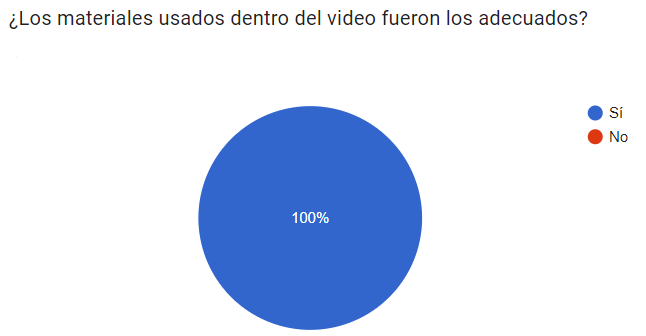 ¿Los materiales usados dentro del video fueron los adecuados?
Sí
No
100%